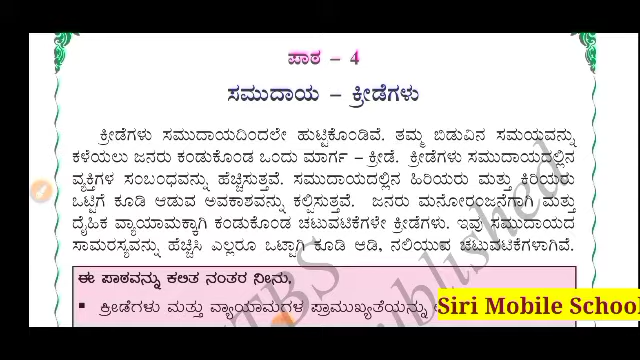 ಪಾಠ – 4
ಸಮುದಾಯ – ಕ್ರೀಡೆಗಳು
ಕ್ರೀಡೆಗಳು ಸಮುದಾಯದಿಂದಲೇ ಹುಟ್ಟಿಕೊಂಡಿವೆ. ತಮ್ಮ ಬಿಡುವಿನ ಸಮಯವನ್ನು
ಕಳೆಯಲು ಜನರು ಕಂಡುಕೊಂಡ ಒಂದು ಮಾರ್ಗ – ಕ್ರೀಡೆ. ಕ್ರೀಡೆಗಳು ಸಮುದಾಯದಲ್ಲಿನ
ವ್ಯಕ್ತಿಗಳ ಸಂಬಂಧವನ್ನು ಹೆಚ್ಚಿಸುತ್ತವೆ. ಸಮುದಾಯದಲ್ಲಿನ ಹಿರಿಯರು ಮತ್ತು ಕಿರಿಯರು
ಒಟ್ಟಿಗೆ ಕೂಡಿ ಆಡುವ ಅವಕಾಶವನ್ನು ಕಲ್ಪಿಸುತ್ತವೆ. ಜನರು ಮನೋರಂಜನೆಗಾಗಿ ಮತ್ತು
ದೈಹಿಕ ವ್ಯಾಯಾಮಕ್ಕಾಗಿ ಕಂಡುಕೊಂಡ ಚಟುವಟಿಕೆಗಳೇ ಕ್ರೀಡೆಗಳು. ಇವು ಸಮುದಾಯದ
ಸಾಮರಸ್ಯವನ್ನು ಹೆಚ್ಚಿಸಿ ಎಲ್ಲರೂ ಒಟ್ಟಾಗಿ ಕೂಡಿ ಆಡಿ, ನಲಿಯುವ ಚಟುವಟಿಕೆಗಳಾಗಿವೆ.
ಈ ಪಾಠವನ್ನು ಕಲಿತ ನಂತರ ನೀನು.
▪ ಕ್ರೀಡೆಗಳು ಮತ್ತು ವ್ಯಾಯಾಮಗಳ ಪ್ರಾಮುಖ್ಯತೆಯನ್ನು
Siri Mobile School